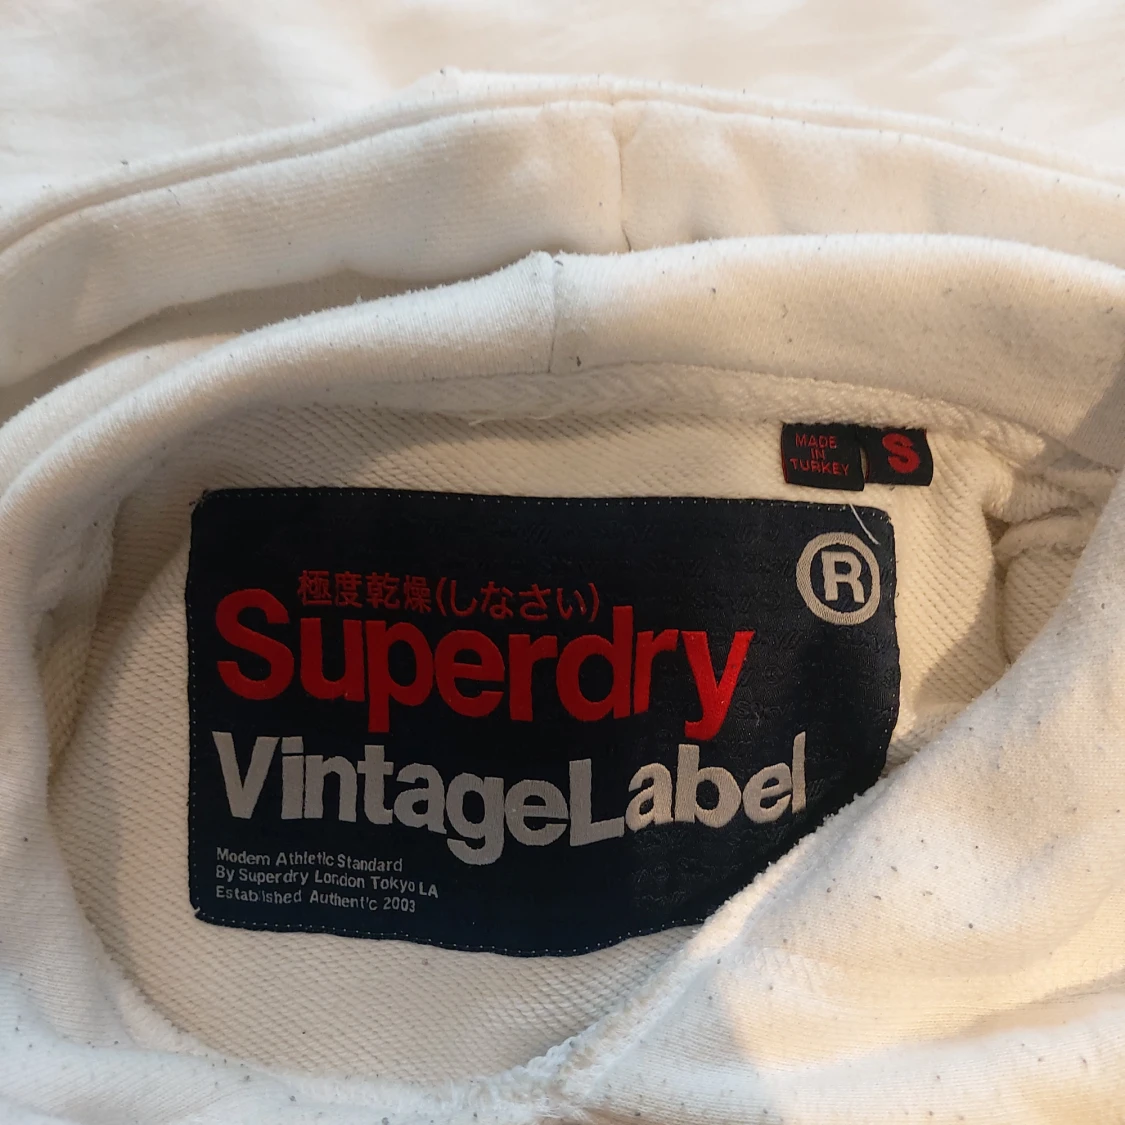 MADE
IN
TURKEY
S
®
極度乾燥(しなさい)
Superdry
VintageLabel
Modern Athletic Standard
By Superdry London Tokyo LA
Established Authentic 2003